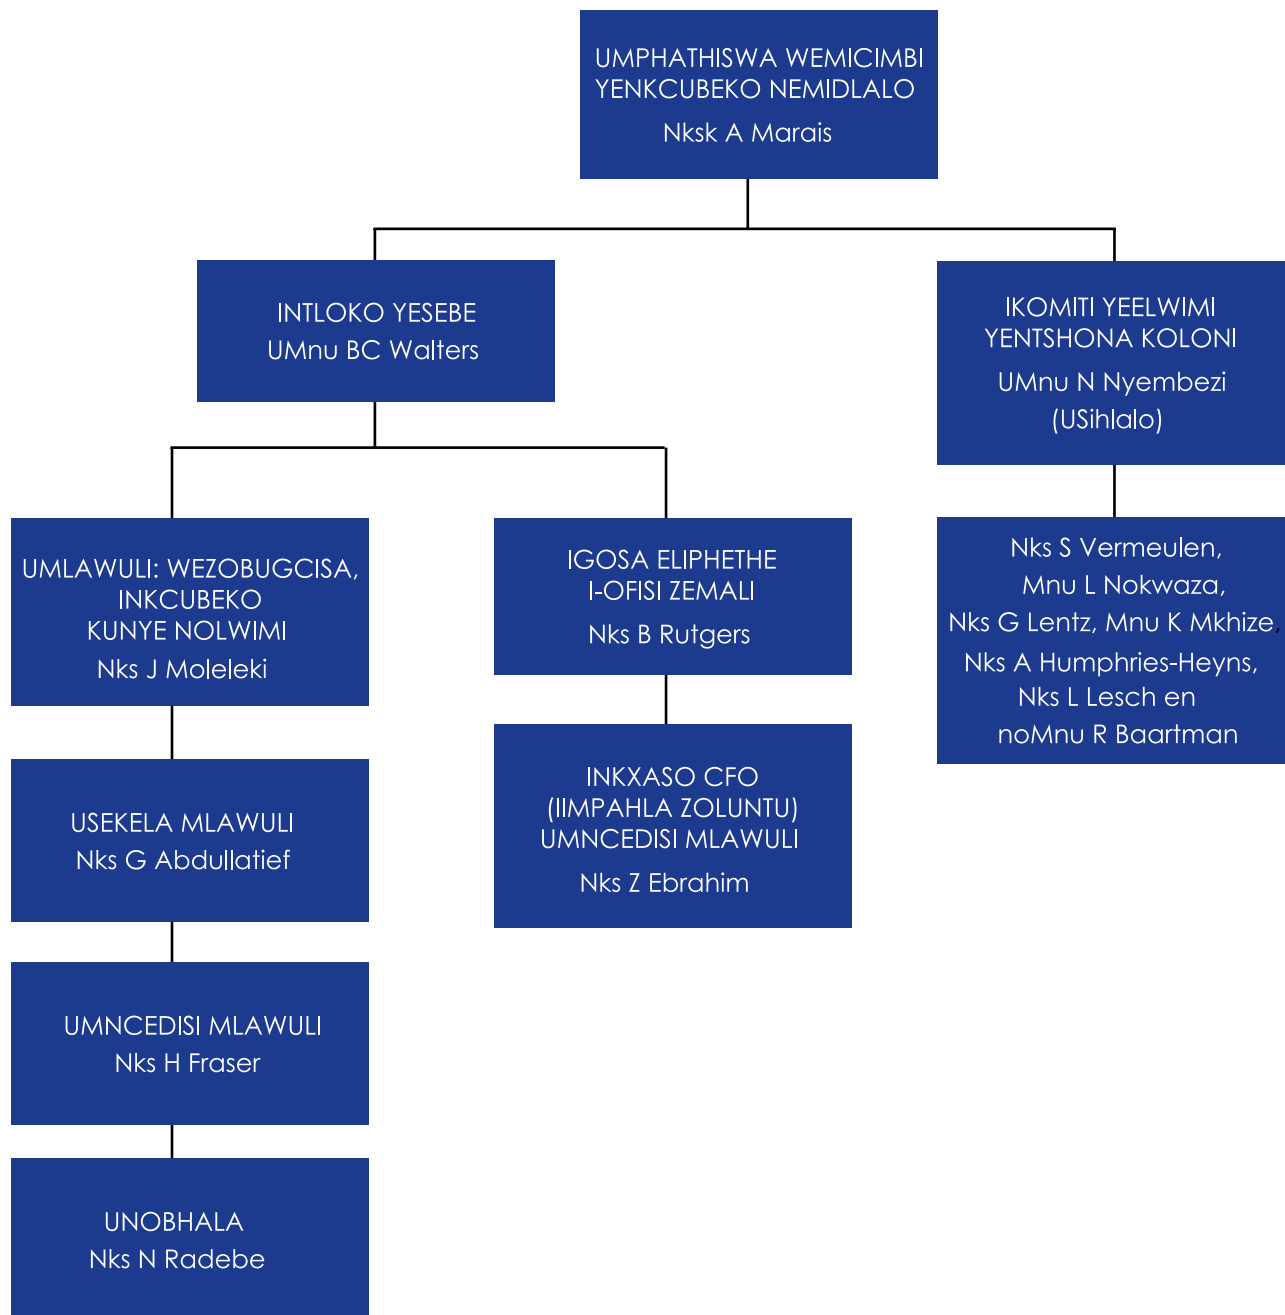 UMPHATHISWA WEMICIMBI
YENKCUBEKO NEMIDLALO
Nksk A Marais
INTLOKO YESEBE
UMnu BC Walters
IKOMITI YEELWIMI
YENTSHONA KOLONI
UMnu N Nyembezi
(USihlalo)
UMLAWULI: WEZOBUGCISA,
INKCUBEKO
KUNYE NOLWIMI
Nks J Moleleki
IGOSA ELIPHETHE
I-OFISI ZEMALI
Nks B Rutgers
Nks S Vermeulen,
Mnu L Nokwaza,
Nks G Lentz, Mnu K Mkhize,
Nks A Humphries-Heyns,
Nks L Lesch en
noMnu R Baartman
USEKELA MLAWULI
Nks G Abdullatief
INKXASO CFO
(IIMPAHLA ZOLUNTU)
UMNCEDISI MLAWULI
Nks Z Ebrahim
UMNCEDISI MLAWULI
Nks H Fraser
UNOBHALA
Nks N Radebe